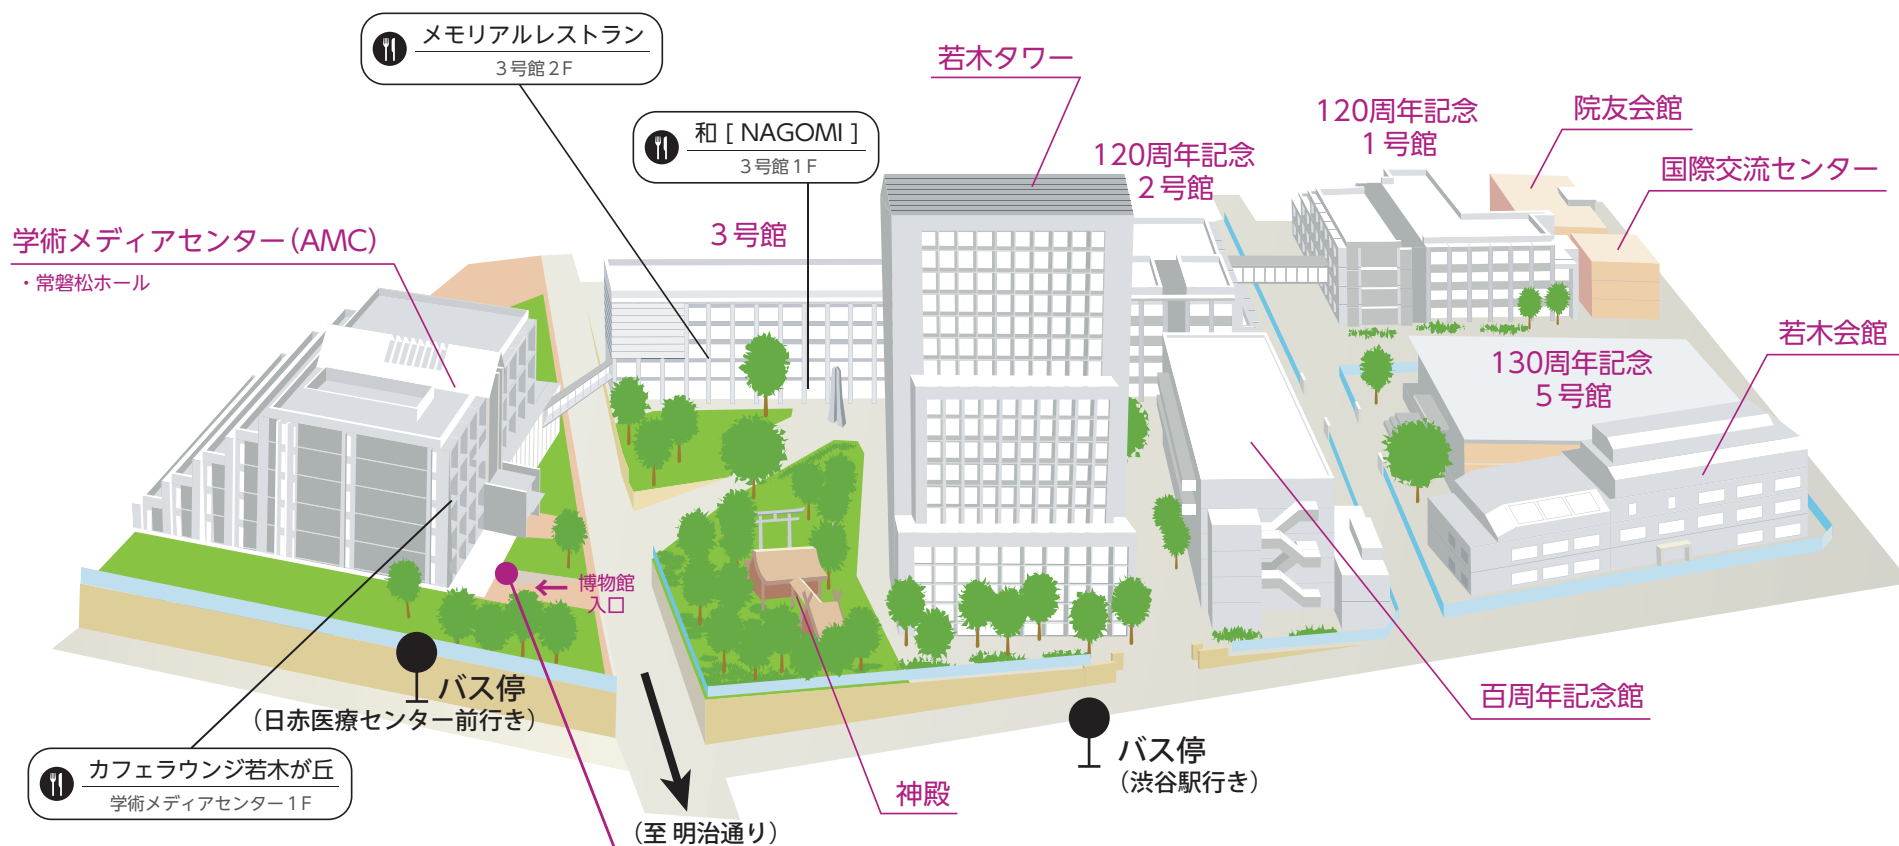 メモリアルレストラン
3号館2F
若木タワー
和 [ NAGOMI ]
3号館1F
120周年記念
1号館
院友会館
120周年記念
2号館
国際交流センター
3号館
学術メディアセンター(AMC)
・常磐松ホール
若木会館
130周年記念
5号館
博物館
入口
バス停
(日赤医療センター前行き)
百周年記念館
バス停
(渋谷駅行き)
カフェラウンジ若木が丘
学術メディアセンター1F
神殿
(至 明治通り)